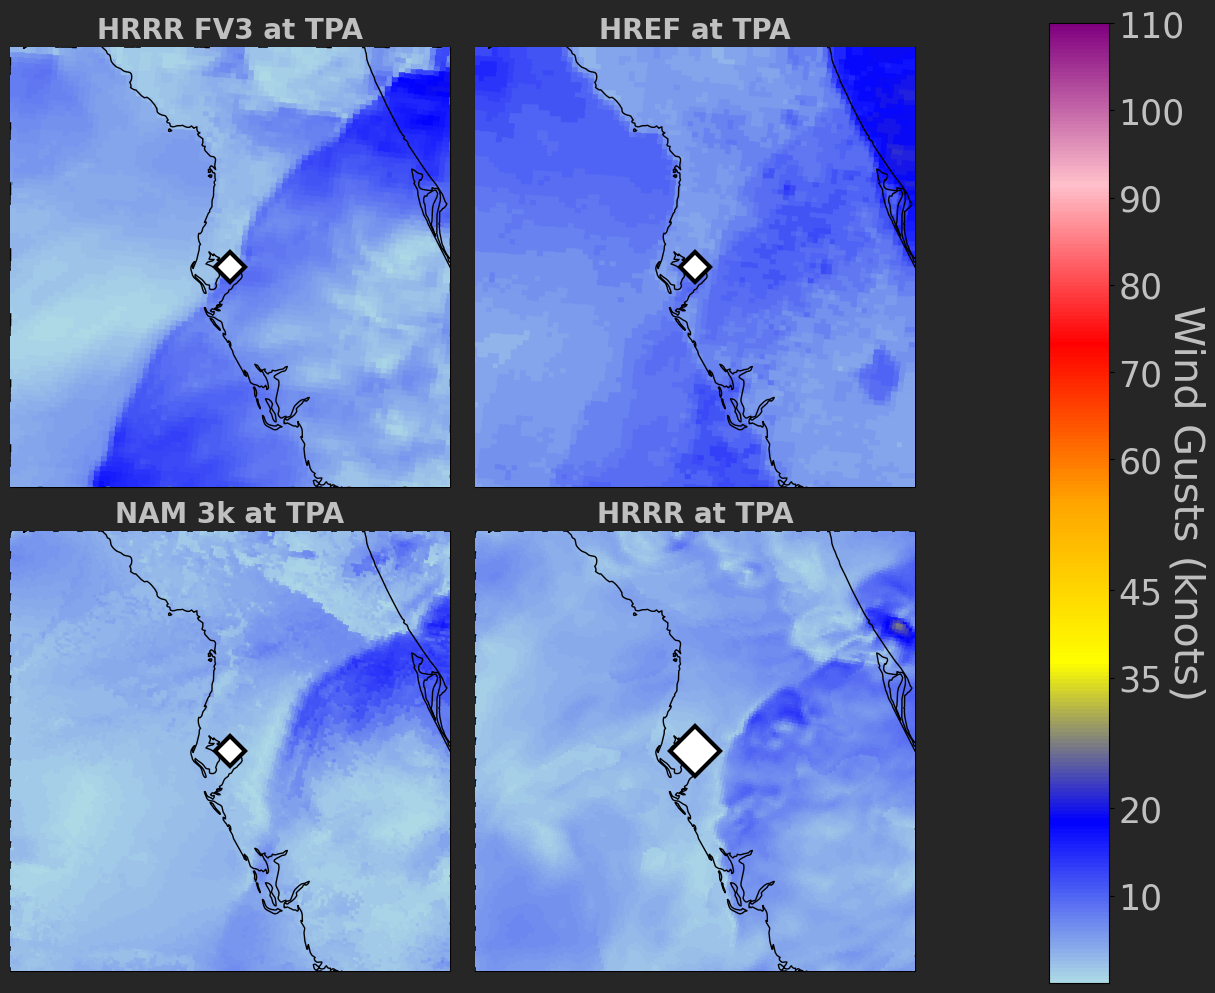 HRRR FV3 at TPA
HREF at TPA
NAM 3k at TPA
HRRR at TPA
110
100
90
80
70
60
45
35
20
10
Wind Gusts (knots)